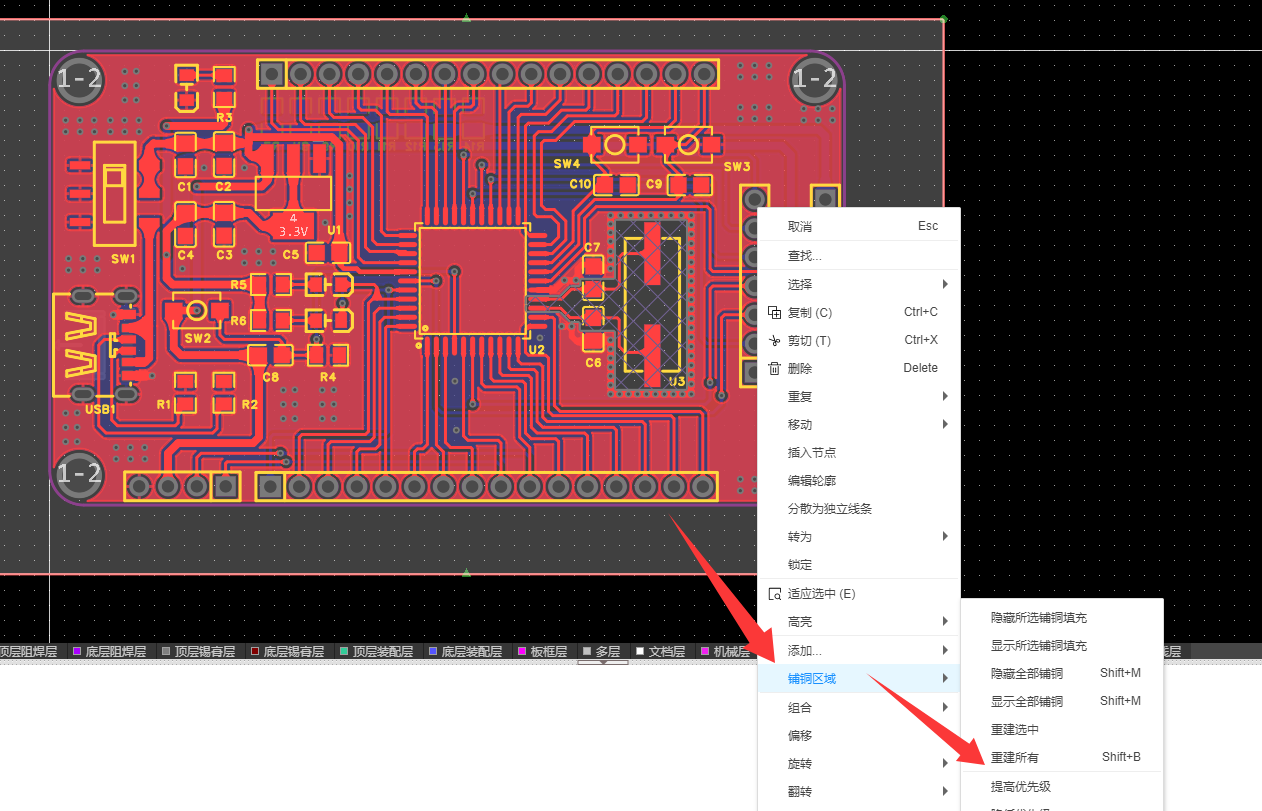 1-2
1-2
R3
SW4
SW3
C1
C2
C10
C9
4
3.3V
U1
SW1
C4
C3
C5
C7
R5
R6
SW2
U2
C6
U3
C8
R4
R1
R2
USB1
1-2
取消 Esc
查找...
选择
复制 (C) Ctrl+C
剪切 (T) Ctrl+X
删除 Delete
重复
移动
插入节点
编辑轮廓
分散为独立线条
转为
锁定
适应选中 (E)
高亮
添加...
铺铜区域
组合
偏移
旋转
翻转
隐藏所选铺铜填充
显示所选铺铜填充
隐藏全部铺铜 Shift+M
显示全部铺铜 Shift+M
重建选中
重建所有 Shift+B
提高优先级
顶层阻焊层 底层阻焊层 顶层锡膏层 底层锡膏层 顶层装配层 底层装配层 板框层 多层 文档层 机械层